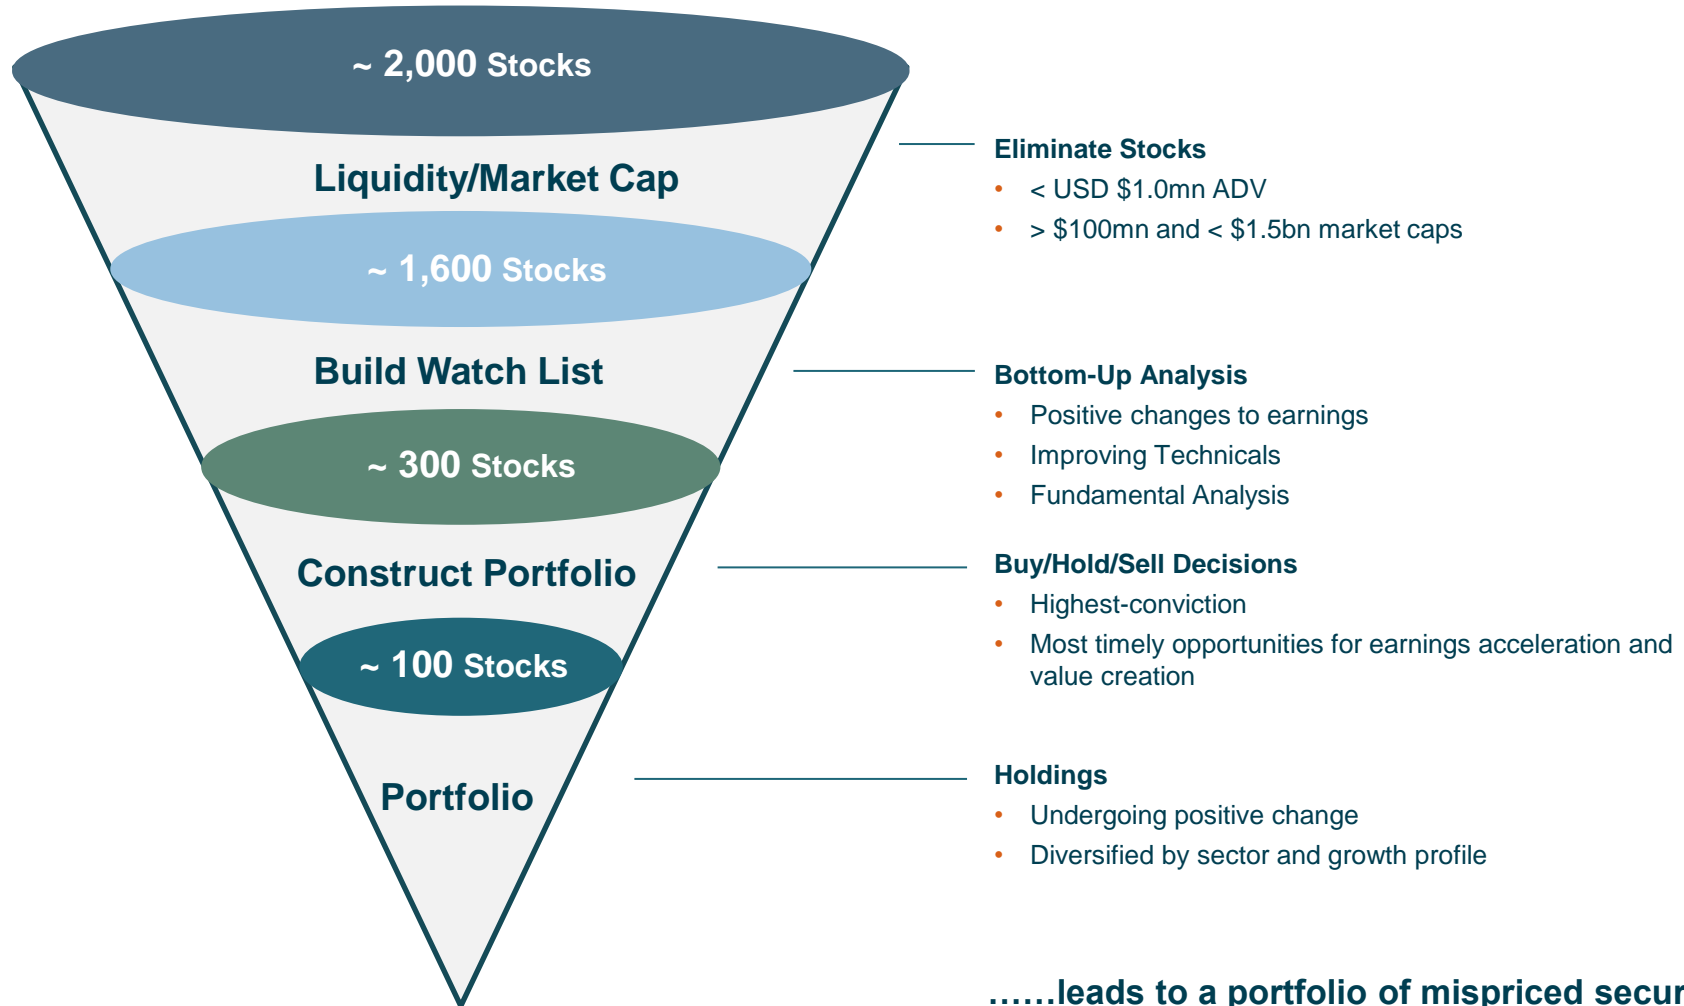 ~ 2,000 Stocks
Liquidity/Market Cap
~ 1,600 Stocks
Build Watch List
~ 300 Stocks
Construct Portfolio
~ 100 Stocks
Portfolio
Eliminate Stocks
• < USD $1.0mn ADV
• > $100mn and < $1.5bn market caps
Bottom-Up Analysis
• Positive changes to earnings
• Improving Technicals
• Fundamental Analysis
Buy/Hold/Sell Decisions
• Highest-conviction
• Most timely opportunities for earnings acceleration and
value creation
Holdings
• Undergoing positive change
• Diversified by sector and growth profile
……leads to a portfolio of mispriced